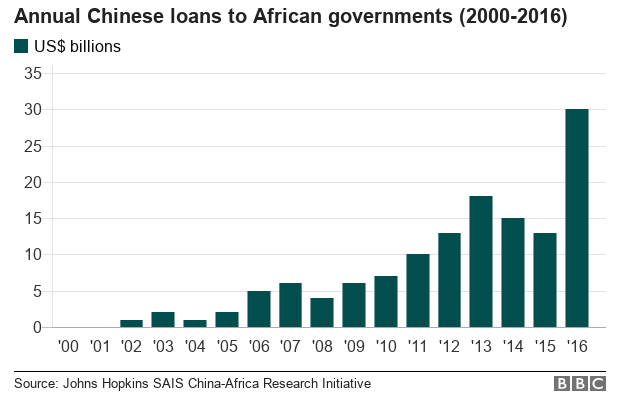 Annual Chinese loans to African governments (2000-2016)
US$ billions
35
30
25
20
15
10
5
0
'00 '01 '02 '03 '04 '05 '06 '07 '08 '09 '10 '11 '12 '13 '14 '15 '16
Source: Johns Hopkins SAIS China-Africa Research Initiative
BBC